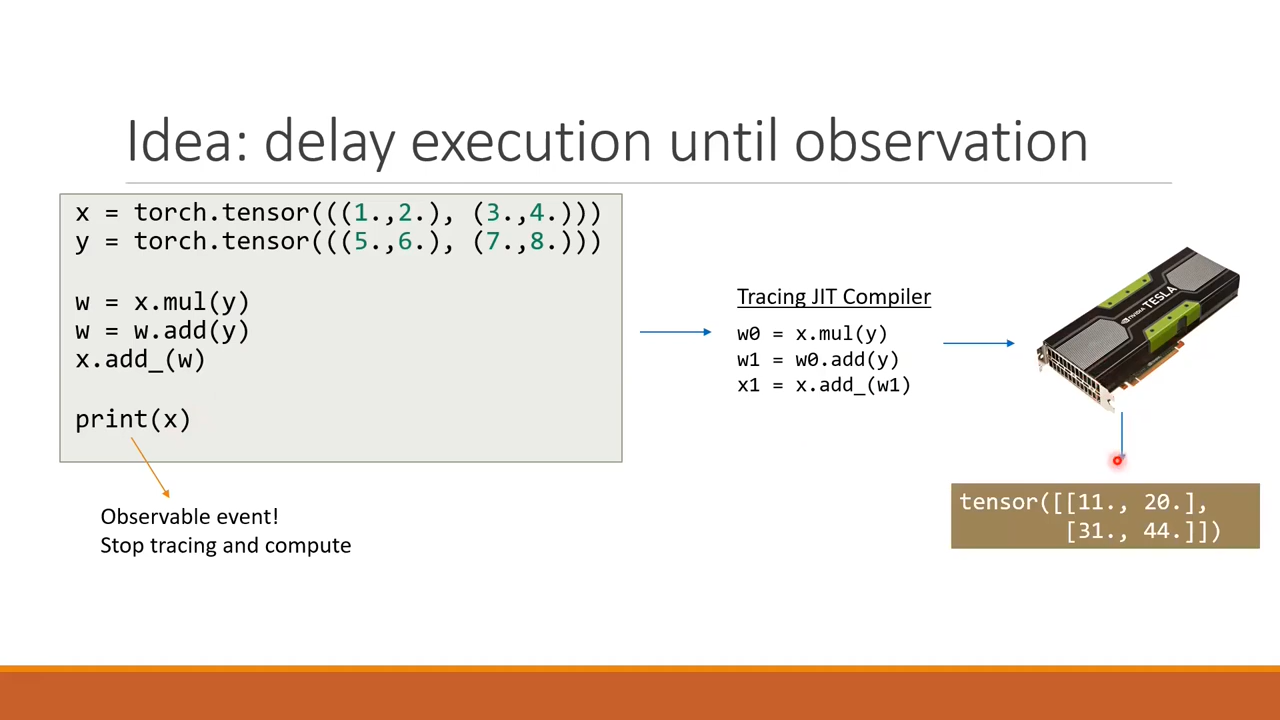 Idea: delay execution until observation
x = torch.tensor(((1.,2.), (3.,4.)))
y = torch.tensor(((5.,6.), (7.,8.)))
w = x.mul(y)
w = w.add(y)
x.add_(w)
print(x)
Observable event!
Stop tracing and compute
Tracing JIT Compiler
w0 = x.mul(y)
w1 = w0.add(y)
x1 = x.add_(w1)
NVIDIA TESLA
tensor([[11., 20.],
[31., 44.]])